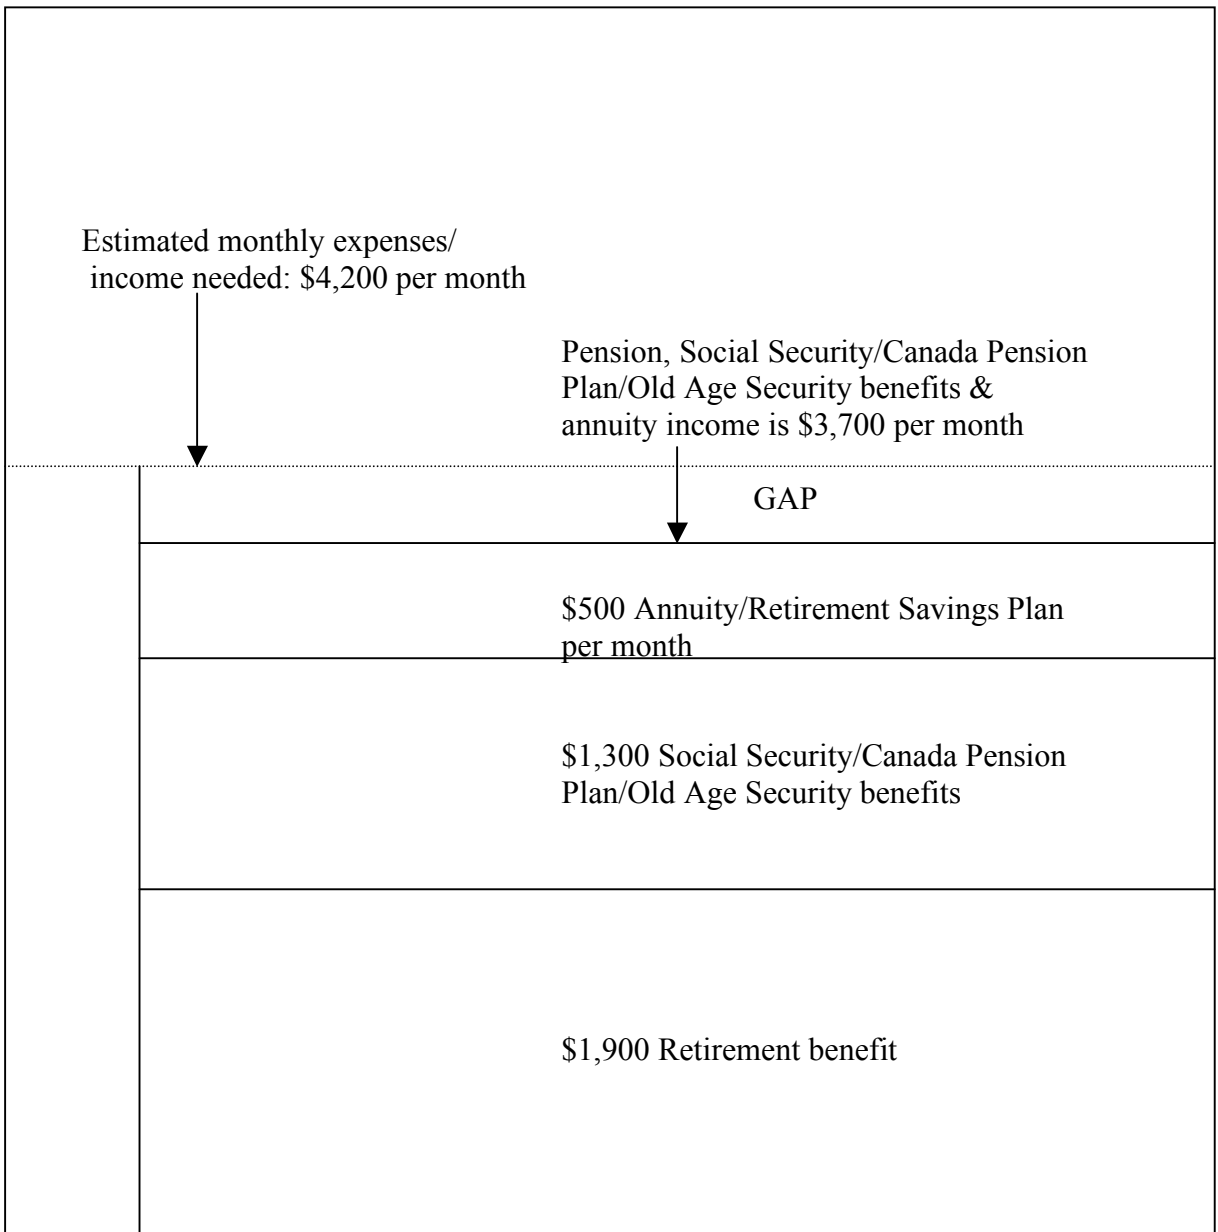 Estimated monthly expenses/
income needed: $4,200 per month
Pension, Social Security/Canada Pension
Plan/Old Age Security benefits &
annuity income is $3,700 per month
GAP
$500 Annuity/Retirement Savings Plan
per month
$1,300 Social Security/Canada Pension
Plan/Old Age Security benefits
$1,900 Retirement benefit